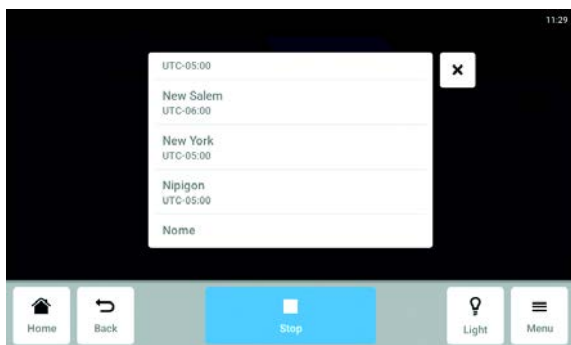 11:29
UTC-05:00
New Salem
UTC-06:00
New York
UTC-05:00
Nipigon
UTC-05:00
Nome
Home
Back
Stop
Light
Menu